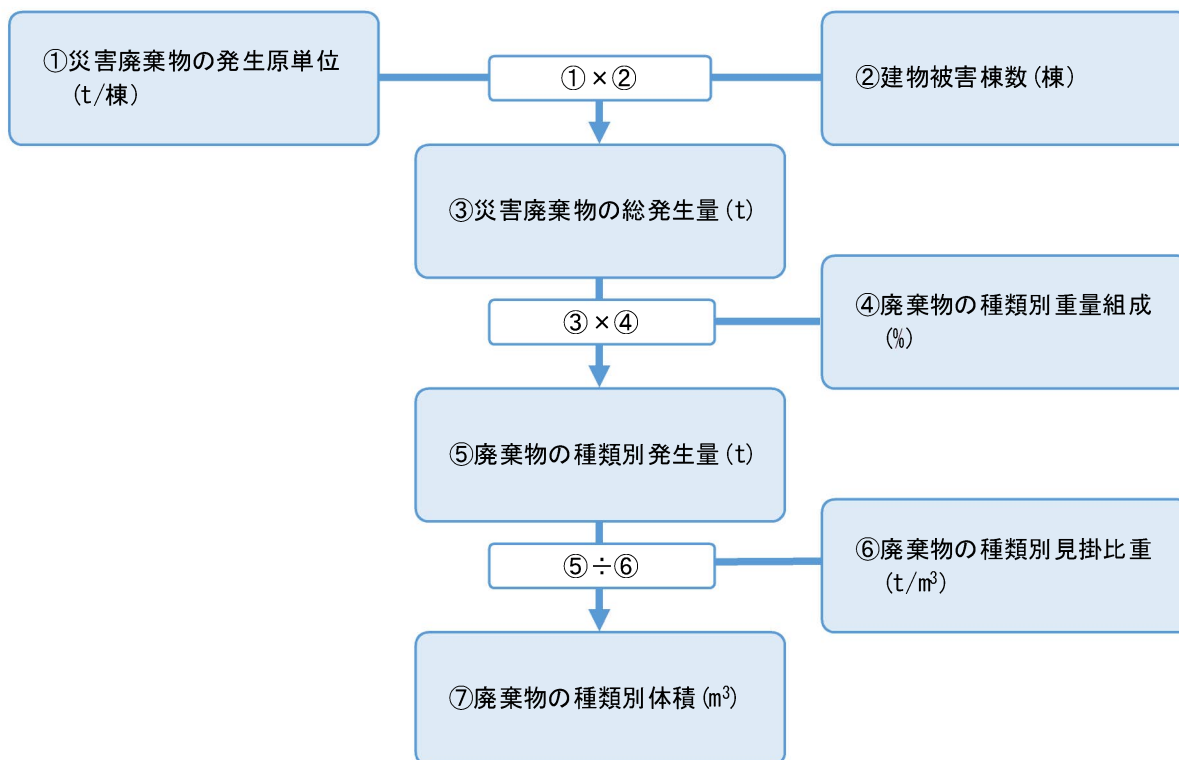 ①災害廃棄物の発生原単位
(t/棟)
①×②
②建物被害棟数(棟)
③災害廃棄物の総発生量(t)
③×④
④廃棄物の種類別重量組成
(%)
⑤廃棄物の種類別発生量(t)
⑤÷⑥
⑥廃棄物の種類別見掛比重
(t/m³)
⑦廃棄物の種類別体積(m³)